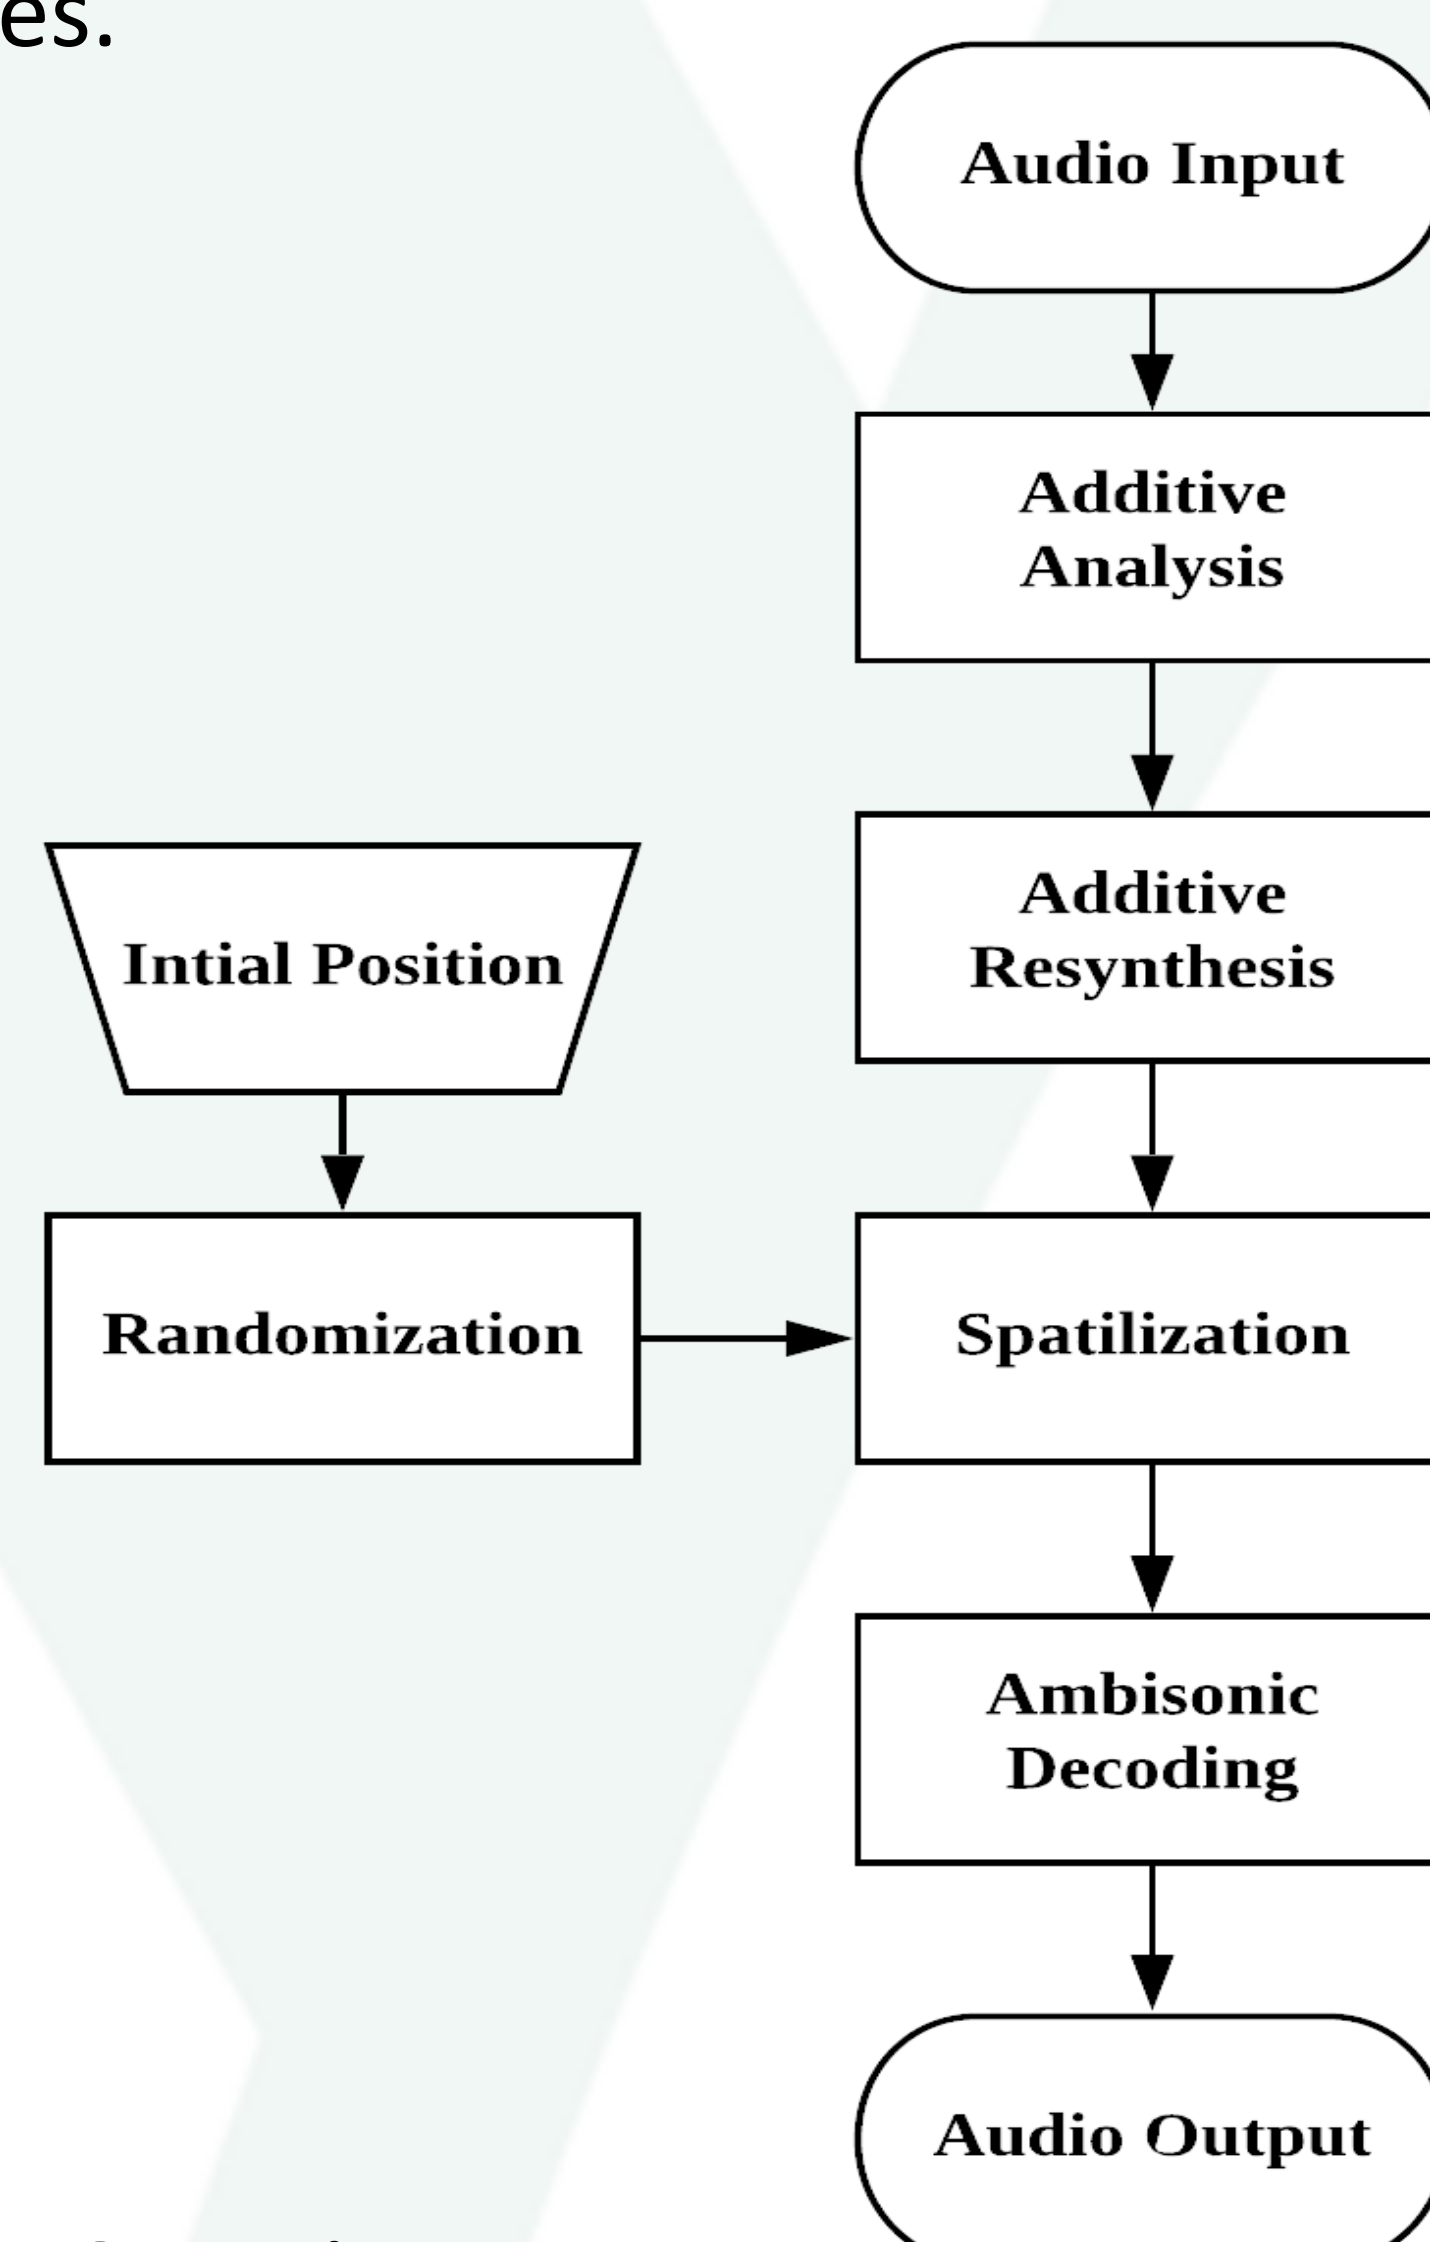 es.
Audio Input
Additive
Analysis
Additive
Resynthesis
Intial Position
Randomization
Spatilization
Ambisonic
Decoding
Audio Output